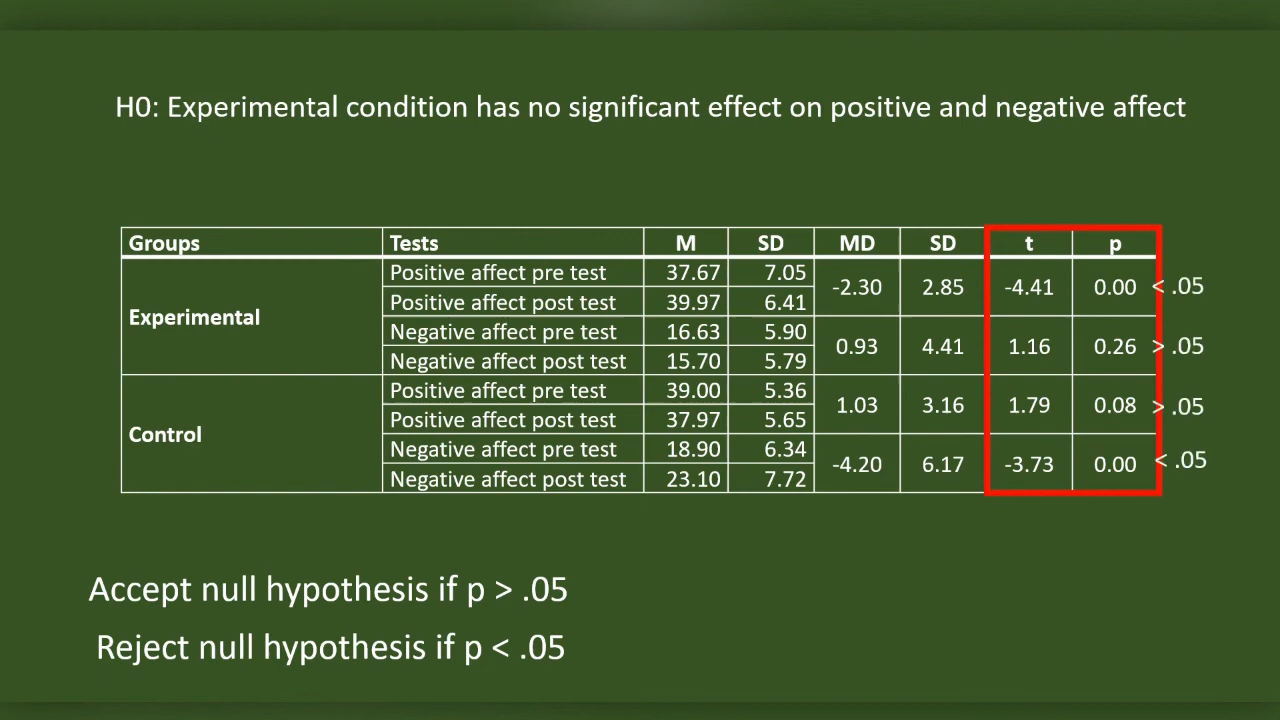 H0: Experimental condition has no significant effect on positive and negative affect
Groups Tests M SD MD SD t p
Experimental
Positive affect pre test 37.67 7.05
-2.30 2.85 -4.41 0.00 < .05
Positive affect post test 39.97 6.41
Negative affect pre test 16.63 5.90
0.93 4.41 1.16 0.26 > .05
Negative affect post test 15.70 5.79
Control
Positive affect pre test 39.00 5.36
1.03 3.16 1.79 0.08 > .05
Positive affect post test 37.97 5.65
Negative affect pre test 18.90 6.34
-4.20 6.17 -3.73 0.00 < .05
Negative affect post test 23.10 7.72
Accept null hypothesis if p > .05
Reject null hypothesis if p < .05